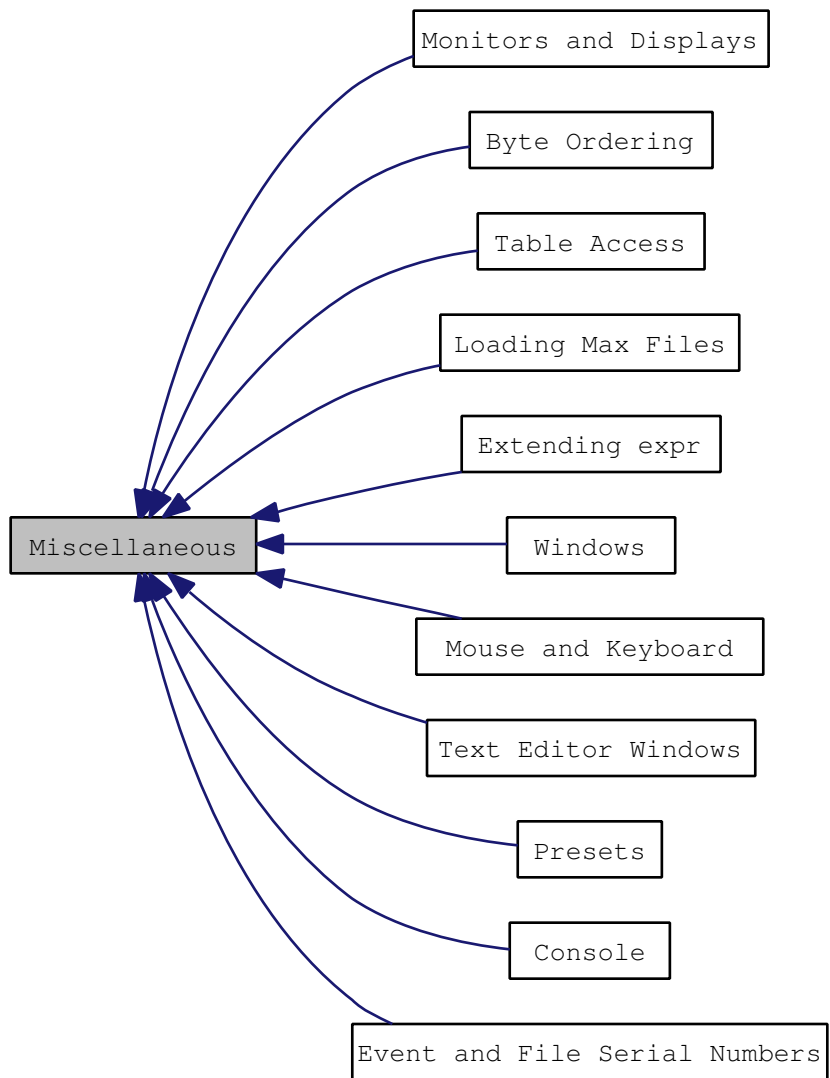 Monitors and Displays
Byte Ordering
Table Access
Loading Max Files
Extending expr
Miscellaneous
Windows
Mouse and Keyboard
Text Editor Windows
Presets
Console
Event and File Serial Numbers